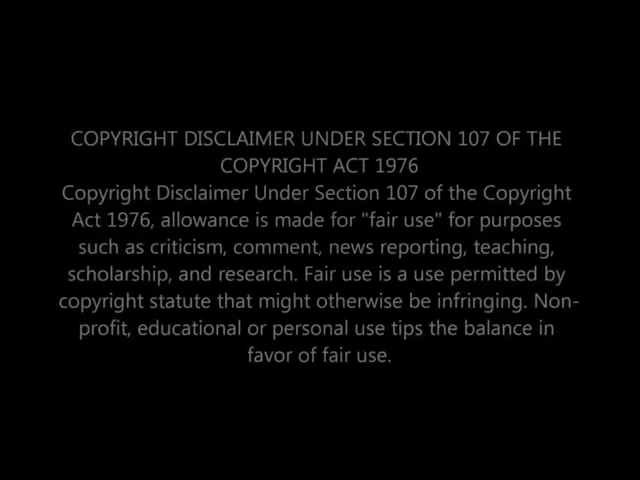 COPYRIGHT DISCLAIMER UNDER SECTION 107 OF THE
COPYRIGHT ACT 1976
Copyright Disclaimer Under Section 107 of the Copyright
Act 1976, allowance is made for "fair use" for purposes
such as criticism, comment, news reporting, teaching,
scholarship, and research. Fair use is a use permitted by
copyright statute that might otherwise be infringing. Non-
profit, educational or personal use tips the balance in
favor of fair use.